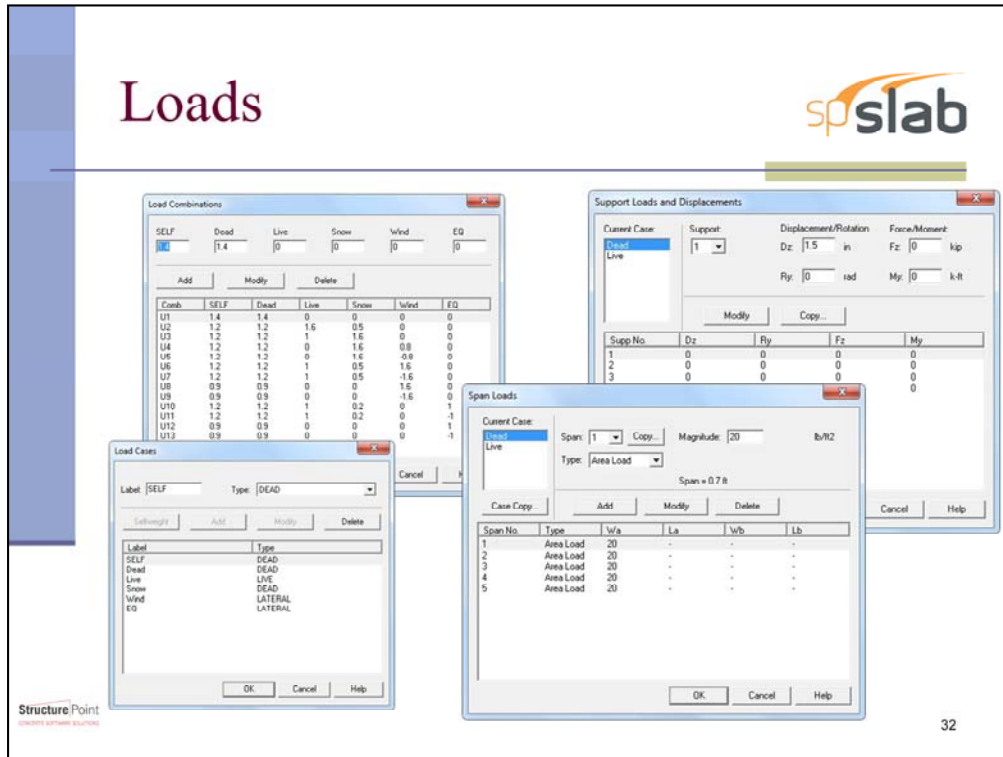 Loads
spslab
Load Combinations
SELF Dead Live Snow Wind EQ
1.4 1.4 0 0 0 0
Add Modify Delete
Comb SELF Dead Live Snow Wind EQ
U1 1.4 1.4 0 0 0 0
U2 1.2 1.2 1.6 0.5 0 0
U3 1.2 1.2 1 1.6 0 0
U4 1.2 1.2 0 1.6 0.8 0
U5 1.2 1.2 0 1.6 -0.8 0
U6 1.2 1.2 1 0.5 1.6 0
U7 1.2 1.2 1 0.5 -1.6 0
U8 0.9 0.9 0 0 1.6 0
U9 0.9 0.9 0 0 -1.6 0
U10 1.2 1.2 1 0.2 0 1
U11 1.2 1.2 1 0.2 0 -1
U12 0.9 0.9 0 0 0 1
U13 0.9 0.9 0 0 0 -1
Cancel
Support Loads and Displacements
Current Case: Support: Displacement/Rotation Force/Moment:
Dead 1 Dz: 1.5 in Fz: 0 kip
Live
Ry: 0 rad My: 0 k-ft
Modify Copy...
Supp No. Dz Ry Fz My
1 0 0 0 0
2 0 0 0 0
3 0 0 0 0
0
Cancel Help
Load Cases
Label: SELF Type: DEAD
Selfweight Add Modify Delete
Label Type
SELF DEAD
Dead DEAD
Live LIVE
Snow DEAD
Wind LATERAL
EQ LATERAL
OK Cancel Help
Span Loads
Current Case:
Dead Span: 1 Copy... Magnitude: 20 lb/ft2
Live
Type: Area Load
Span = 0.7 ft
Case Copy... Add Modify Delete
Span No. Type Wa La Wb Lb
1 Area Load 20 - - -
2 Area Load 20 - - -
3 Area Load 20 - - -
4 Area Load 20 - - -
5 Area Load 20 - - -
OK Cancel Help
StructurePoint
CONCRETE SOFTWARE SOLUTIONS
32